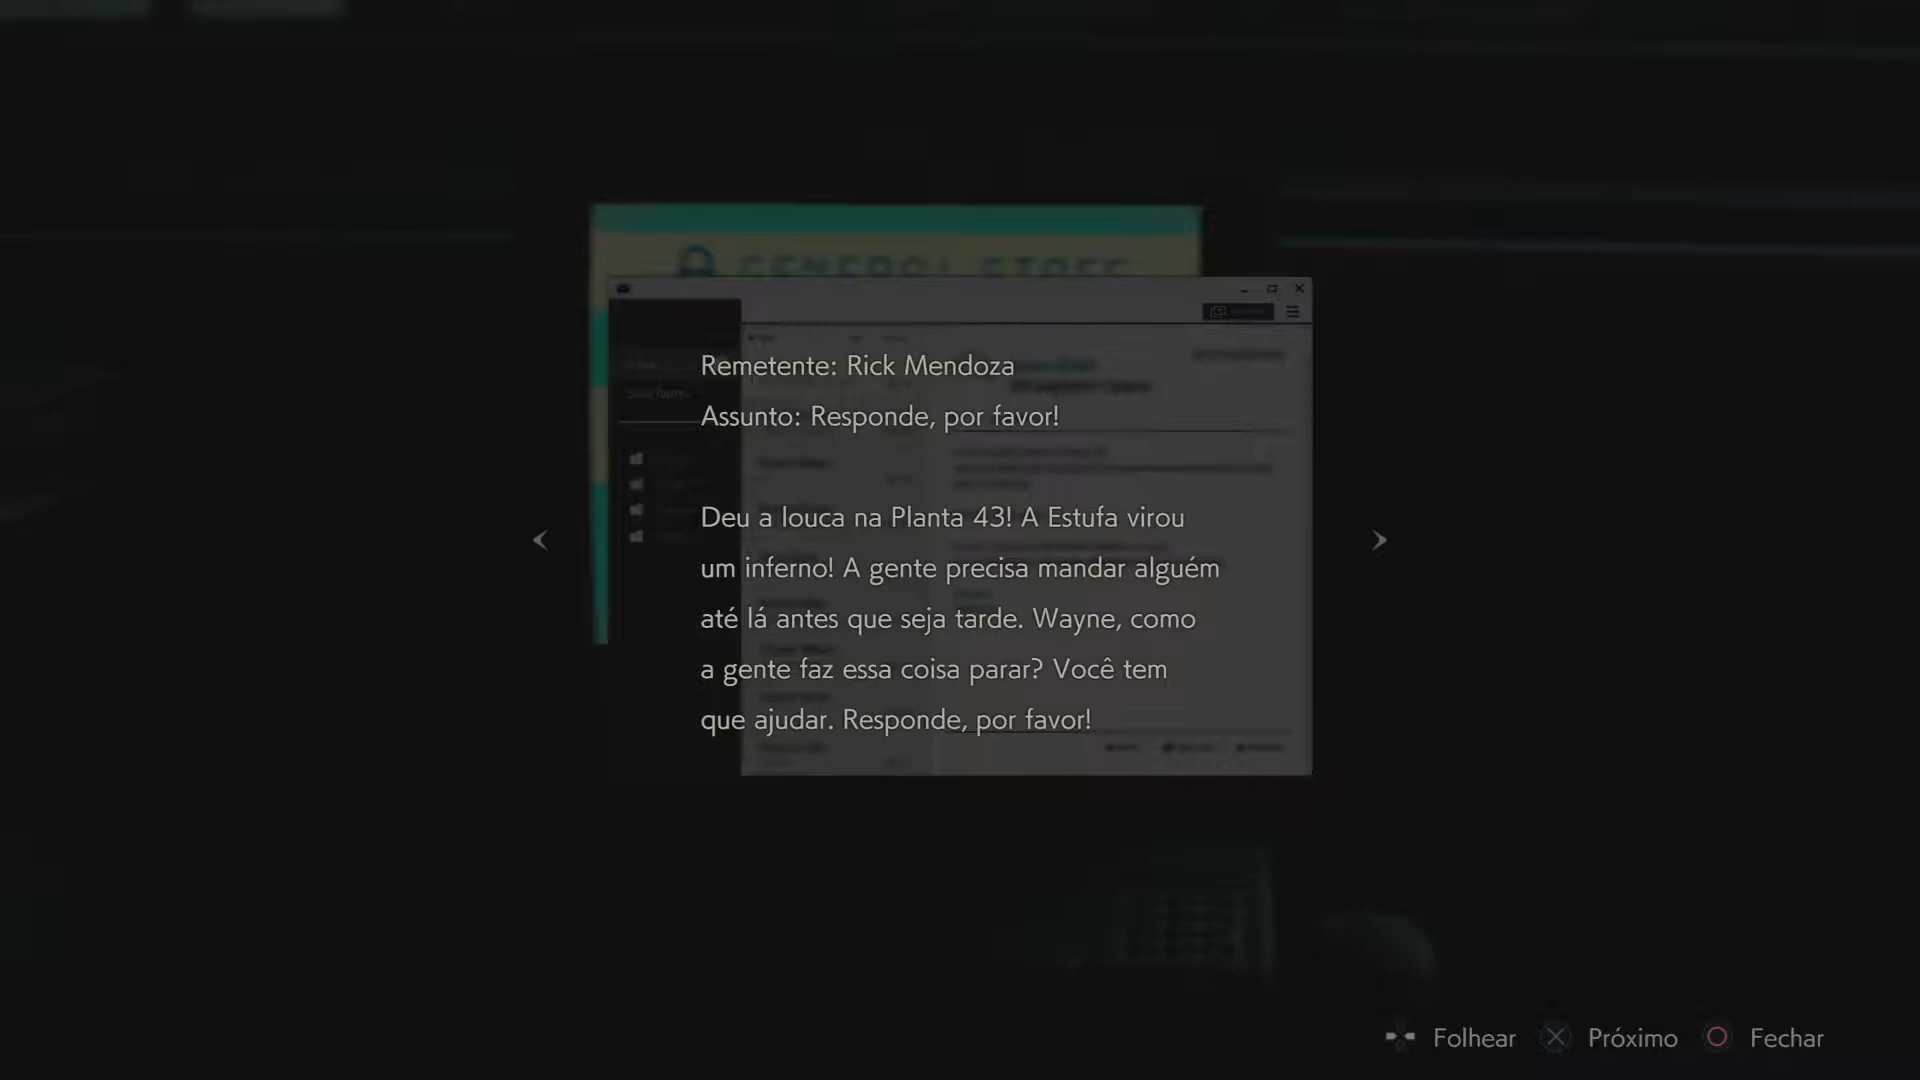 GENERAL STAFF
Remetente: Rick Mendoza
Assunto: Responde, por favor!
Deu a louca na Planta 43! A Estufa virou
um inferno! A gente precisa mandar alguém
até lá antes que seja tarde. Wayne, como
a gente faz essa coisa parar? Você tem
que ajudar. Responde, por favor!
Folhear Próximo Fechar